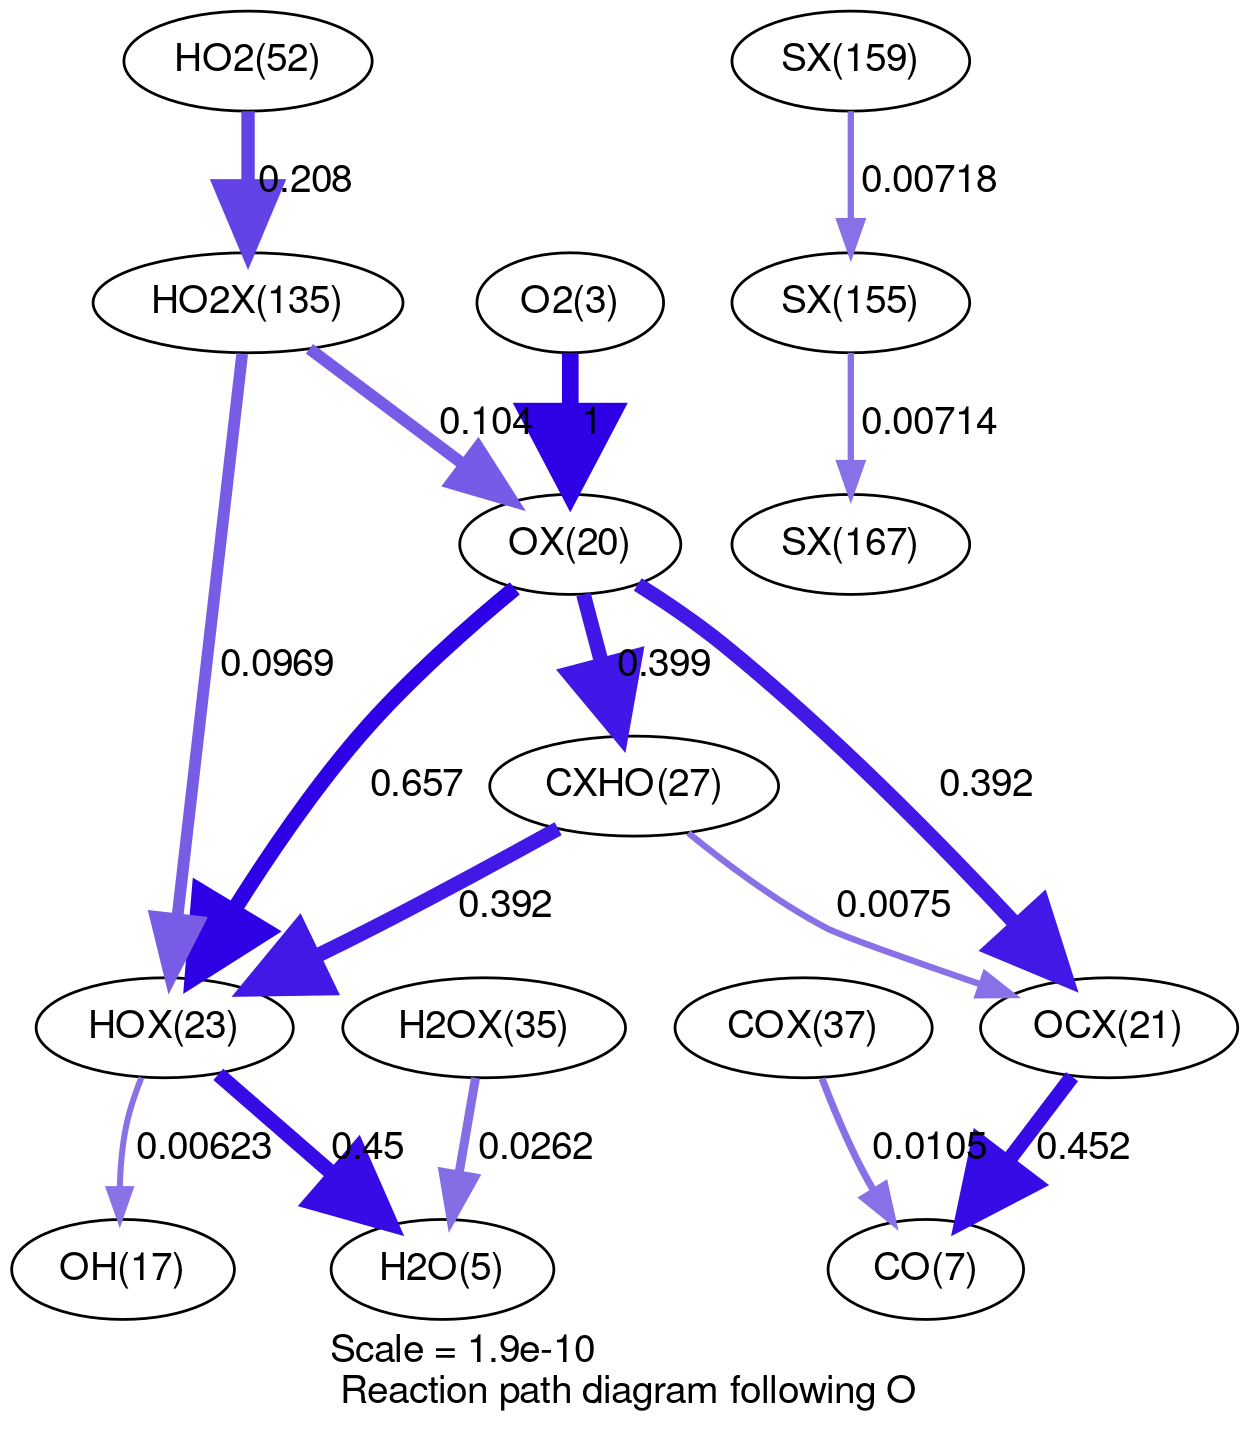 HO2(52)
SX(159)
0.208
0.00718
HO2X(135)
O2(3)
SX(155)
0.104
1
0.00714
OX(20)
SX(167)
0.0969
0.399
0.657
CXHO(27)
0.392
0.392
0.0075
HOX(23)
H2OX(35)
COX(37)
OCX(21)
0.00623
0.45
0.0262
0.0105
0.452
OH(17)
H2O(5)
CO(7)
Scale = 1.9e-10
Reaction path diagram following O